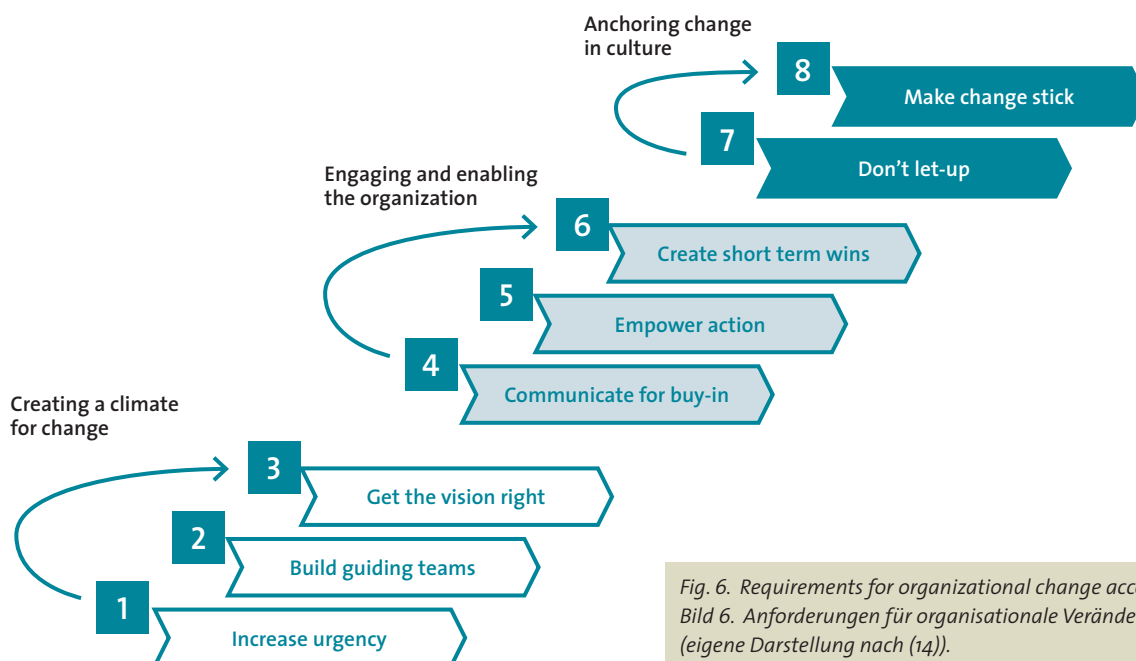 Anchoring change
in culture
8
Make change stick
7
Don’t let-up
Engaging and enabling
the organization
6
Create short term wins
5
Empower action
4
Communicate for buy-in
Creating a climate
for change
3
Get the vision right
2
Build guiding teams
1
Increase urgency
Fig. 6. Requirements for organizational change
Bild 6. Anforderungen für organisationale
(eigene Darstellung nach (14)).